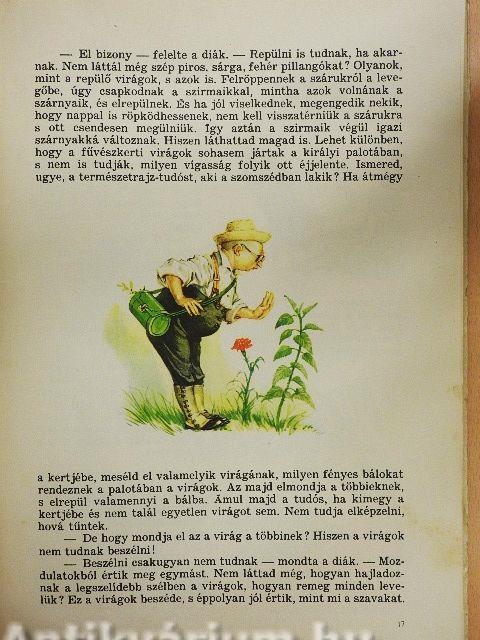 — El bizony — felelte a diák. — Repülni is tudnak, ha akar-
nak. Nem láttál még szép piros, sárga, fehér pillangókat? Olyanok,
mint a repülő virágok, s azok is. Felröppennek a szárukról a leve-
gőbe, úgy csapkodnak a szirmaikkal, mintha azok volnának a
szárnyaik, és elrepülnek. És ha jól viselkednek, megengedik nekik,
hogy nappal is röpködhessenek, nem kell visszatérniük a szárukra
s ott csendesen megülniük. Így aztán a szirmaik végül igazi
szárnyakká változnak. Hiszen láthattad magad is. Lehet különben,
hogy a fűvészkerti virágok sohasem jártak a királyi palotában,
s nem is tudják, milyen vigasság folyik ott éjjelente. Ismered,
ugye, a természetrajz-tudóst, aki a szomszédban lakik? Ha átmégy
a kertjébe, meséld el valamelyik virágának, milyen fényes bálokat
rendeznek a palotában a virágok. Az majd elmondja a többieknek,
s elrepül valamennyi a bálba. Ámul majd a tudós, ha kimegy a
kertjébe és nem talál egyetlen virágot sem. Nem tudja elképzelni,
hová tűntek.
— De hogy mondja el az a virág a többinek? Hiszen a virágok
nem tudnak beszélni!
— Beszélni csakugyan nem tudnak — mondta a diák. — Moz-
dulatokból értik meg egymást. Nem láttad még, hogyan hajladoz-
nak a legszelídebb szélben a virágok, hogyan remeg minden leve-
lük? Ez a virágok beszéde, s éppolyan jól értik, mint mi a szavakat.
17